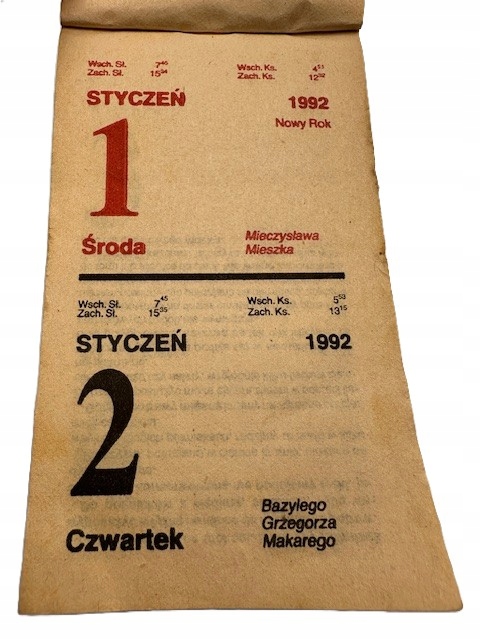 Wsch. Sł. 7⁴⁵ Wsch. Ks. 4⁵¹
Zach. Sł. 15³⁴ Zach. Ks. 12⁵²
STYCZEŃ 1992
Nowy Rok
1
Środa
Mieczysława
Mieszka
Wsch. Sł. 7⁴⁵ Wsch. Ks. 5⁵³
Zach. Sł. 15³⁵ Zach. Ks. 13¹⁵
STYCZEŃ 1992
2
Czwartek
Bazylego
Grzegorza
Makarego